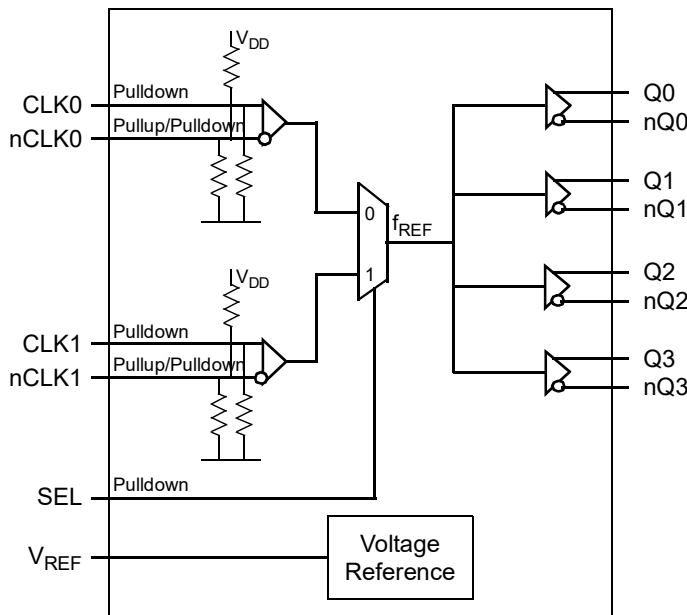 VDD
CLK0
Pulldown
nCLK0
Pullup/Pulldown
Q0
nQ0
Q1
nQ1
0
fREF
1
VDD
CLK1
Pulldown
nCLK1
Pullup/Pulldown
Q2
nQ2
Q3
nQ3
SEL
Pulldown
VREF
Voltage
Reference